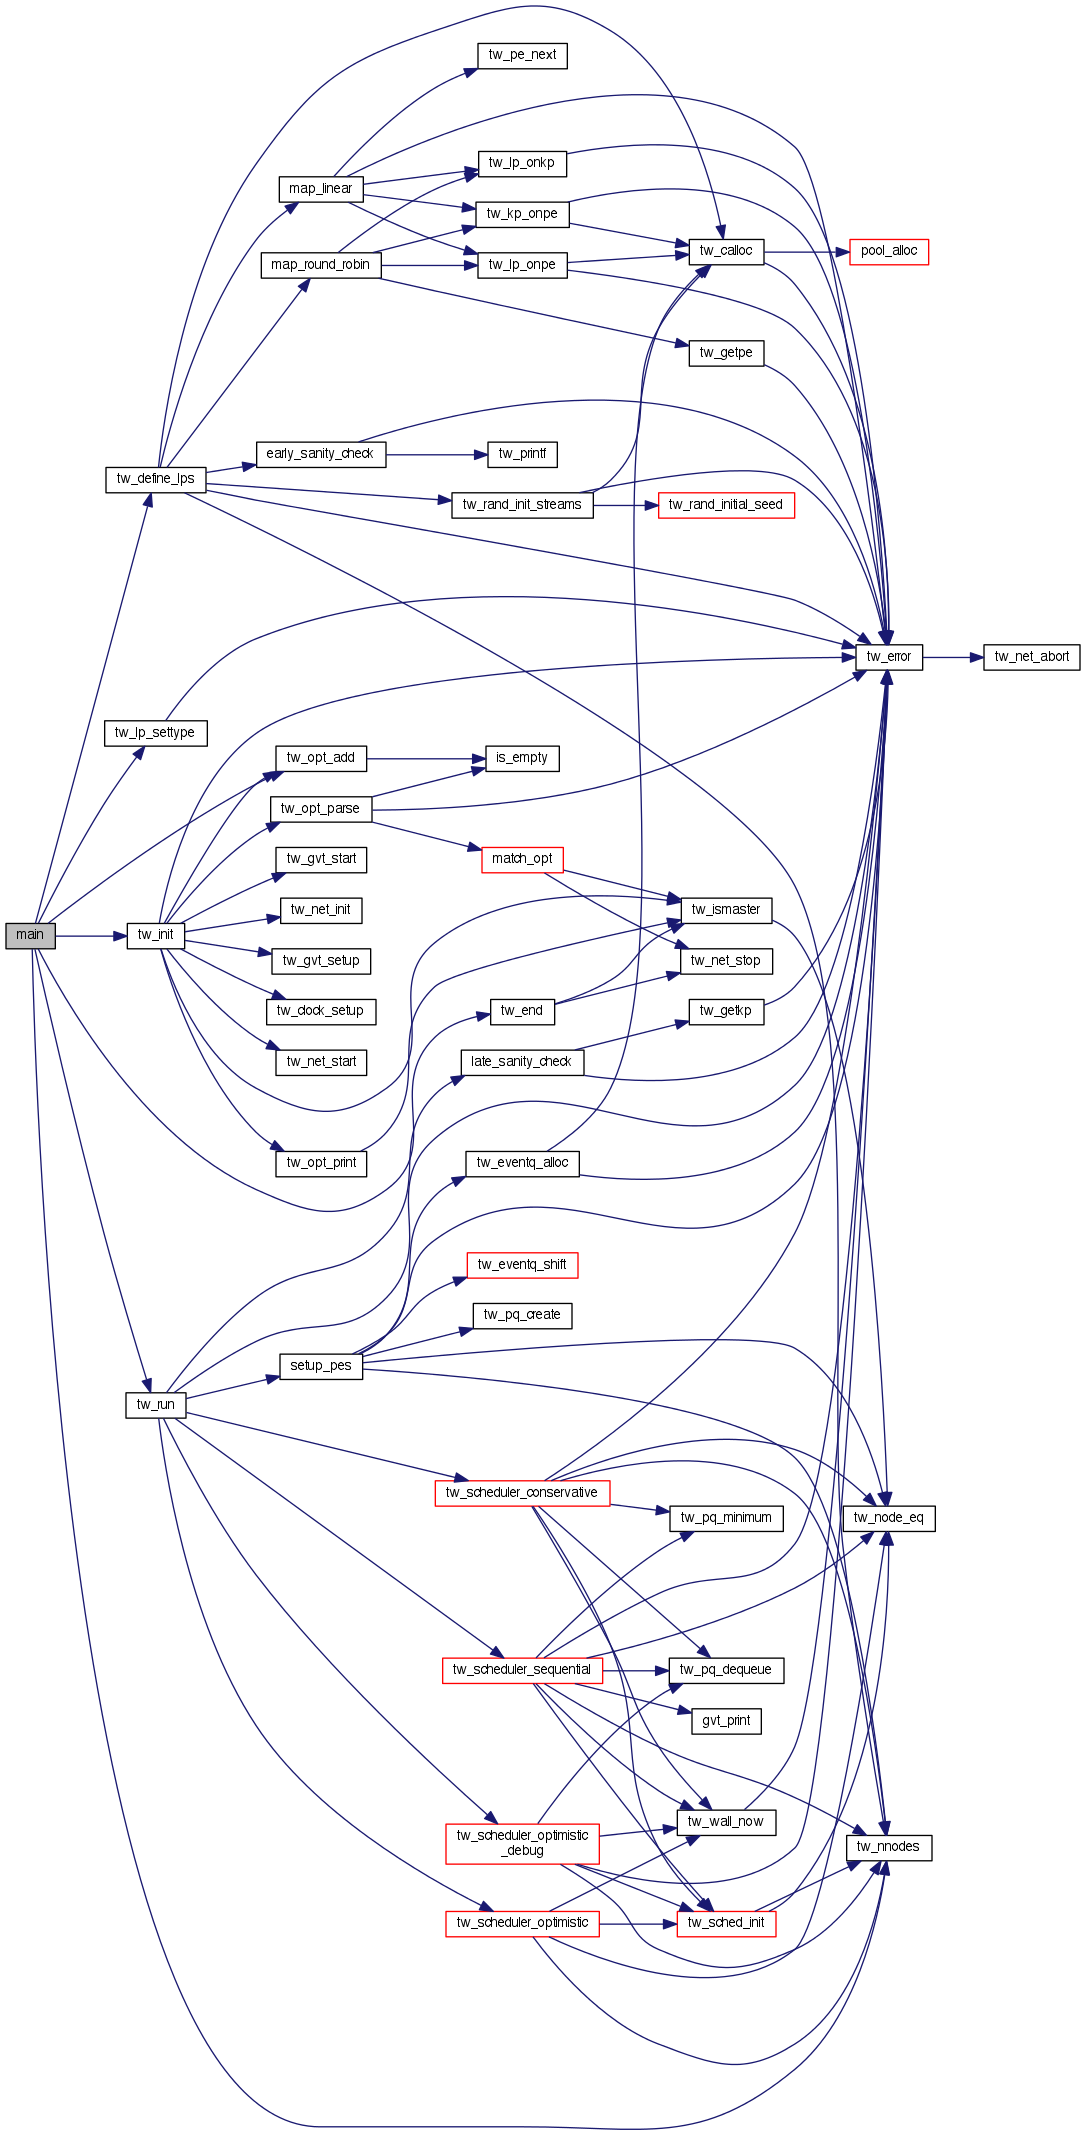 tw_pe_next
tw_lp_onkp
map_linear
tw_kp_onpe
tw_calloc
pool_alloc
map_round_robin
tw_lp_onpe
tw_getpe
early_sanity_check
tw_printf
tw_define_lps
tw_rand_init_streams
tw_rand_initial_seed
tw_error
tw_net_abort
tw_lp_settype
tw_opt_add
is_empty
tw_opt_parse
tw_gvt_start
match_opt
tw_net_init
tw_ismaster
main
tw_init
tw_gvt_setup
tw_net_stop
tw_clock_setup
tw_end
tw_getkp
tw_net_start
late_sanity_check
tw_opt_print
tw_eventq_alloc
tw_eventq_shift
tw_pq_create
setup_pes
tw_run
tw_scheduler_conservative
tw_pq_minimum
tw_node_eq
tw_scheduler_sequential
tw_pq_dequeue
gvt_print
tw_wall_now
tw_scheduler_optimistic
_debug
tw_nnodes
tw_scheduler_optimistic
tw_sched_init